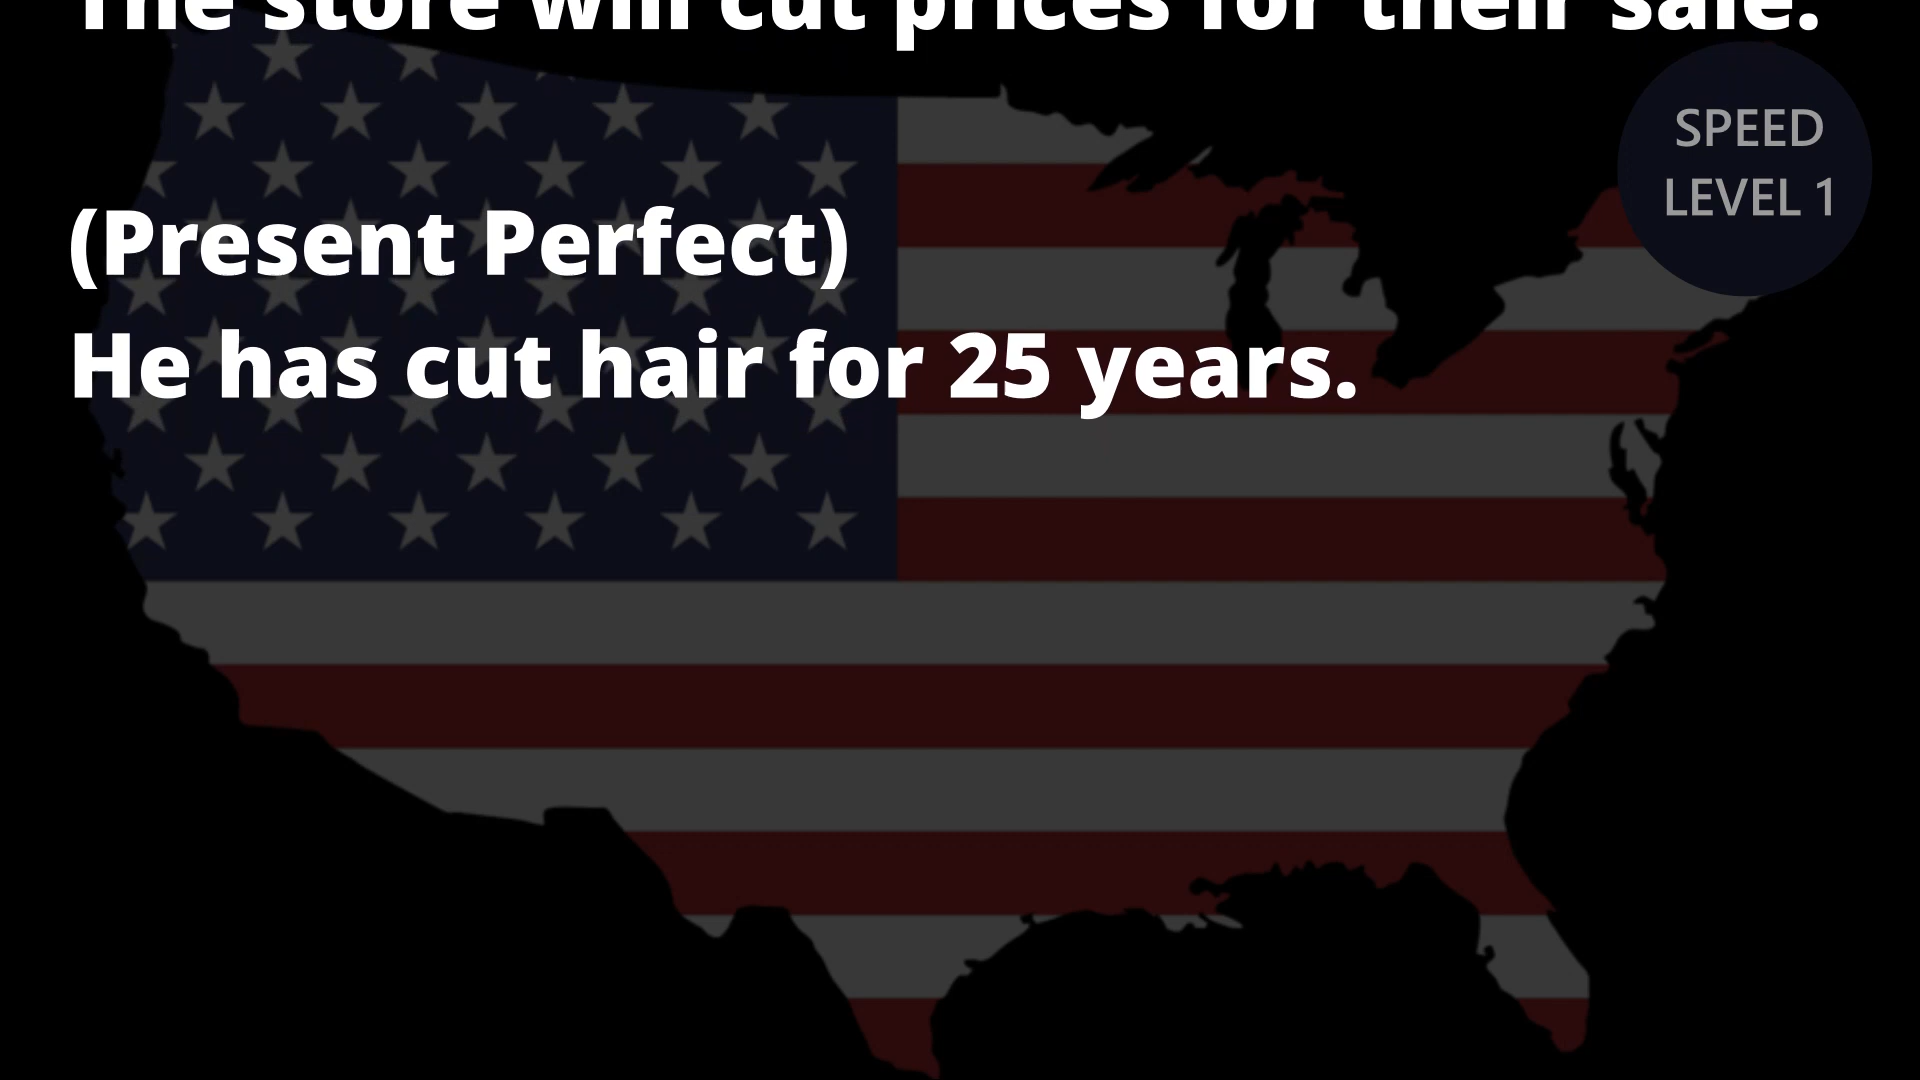 The store will cut prices for their sale.
SPEED
LEVEL 1
(Present Perfect)
He has cut hair for 25 years.